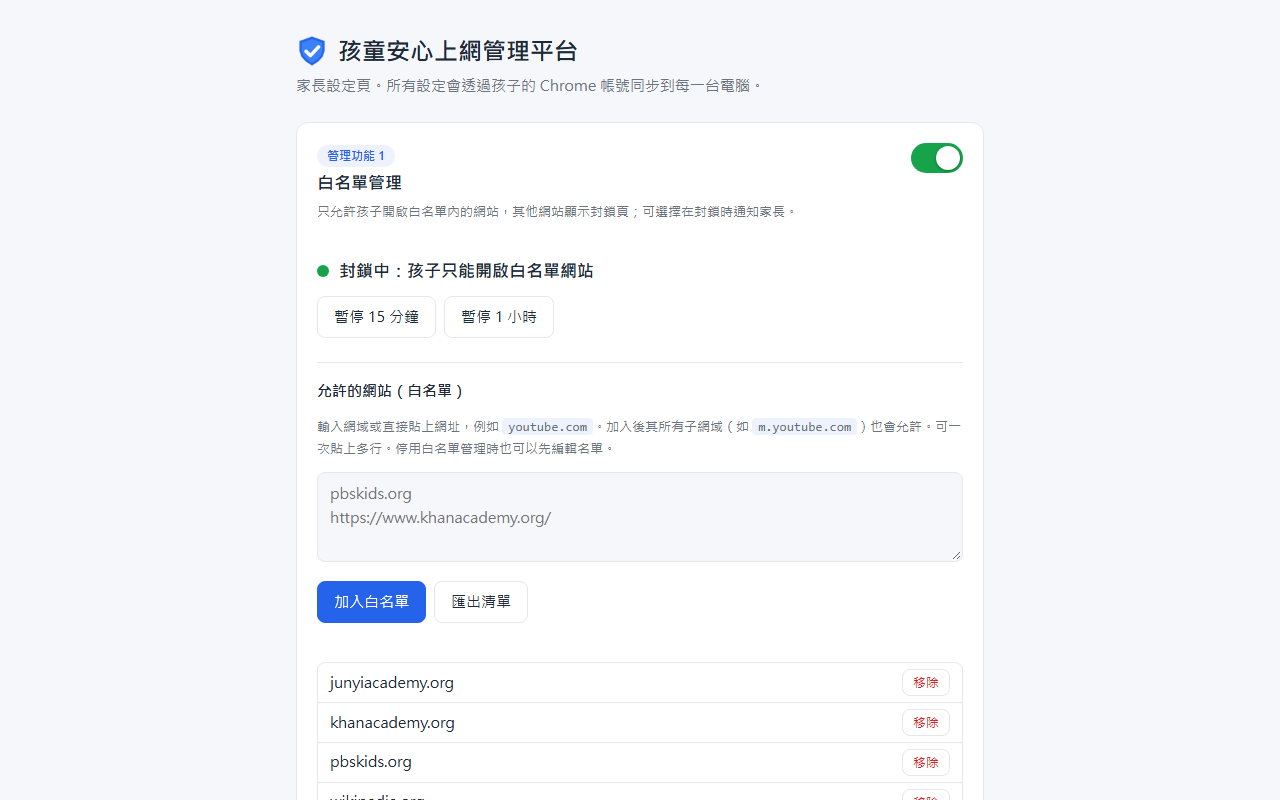 孩童安心上網管理平台
家長設定頁。所有設定會透過孩子的 Chrome 帳號同步到每一台電腦。
管理功能 1
白名單管理
只允許孩子開啟白名單內的網站，其他網站顯示封鎖頁；可選擇在封鎖時通知家長。
封鎖中：孩子只能開啟白名單網站
暫停 15 分鐘
暫停 1 小時
允許的網站（白名單）
輸入網域或直接貼上網址，例如 youtube.com 。加入後其所有子網域（如 m.youtube.com ）也會允許。可一
次貼上多行。停用白名單管理時也可以先編輯名單。
pbskids.org
https://www.khanacademy.org/
加入白名單
匯出清單
junyiacademy.org
移除
khanacademy.org
移除
pbskids.org
移除
wikipedia.org
移除